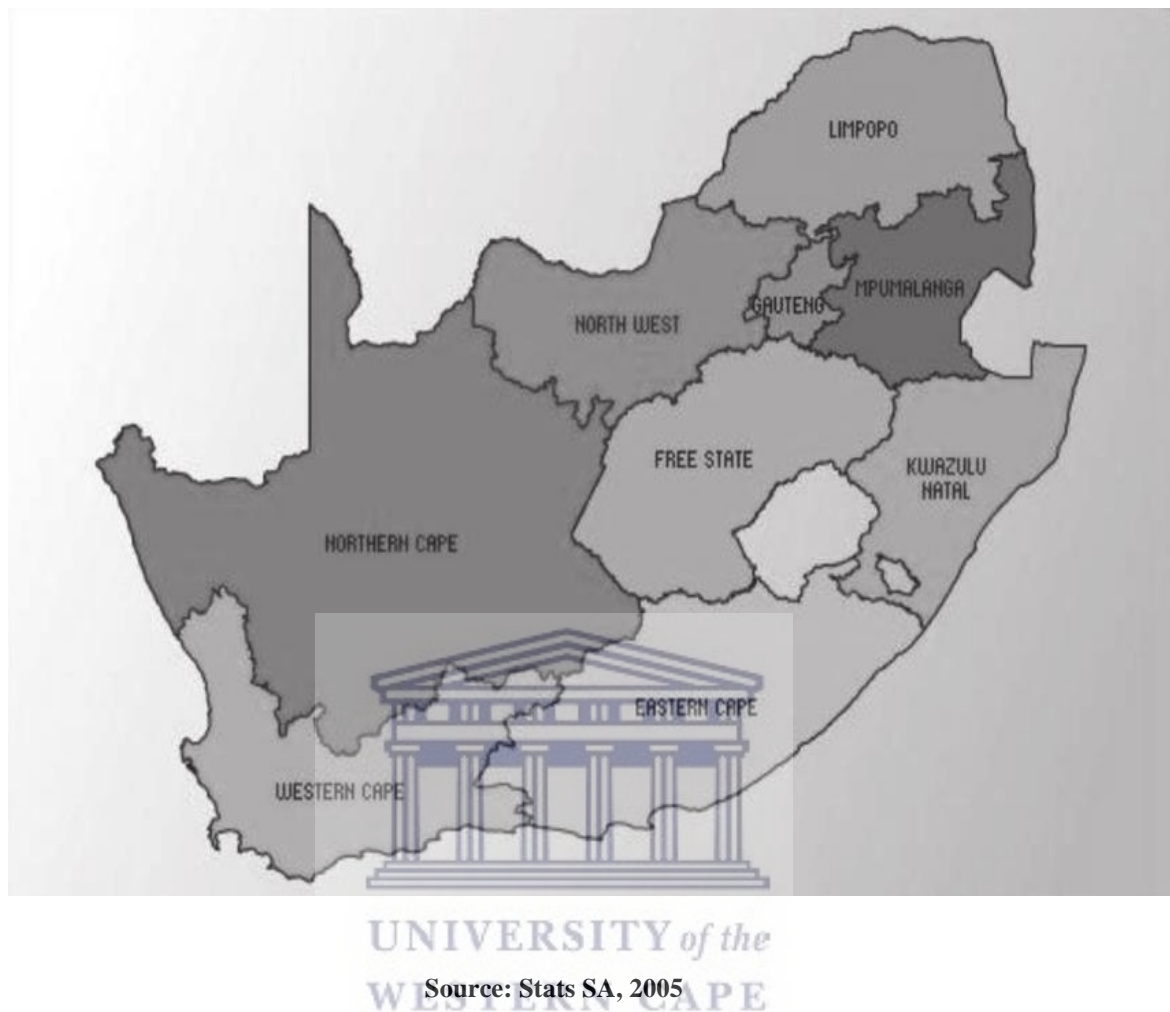 LIMPOPO
MPUMALANGA
GAUTENG
NORTH WEST
FREE STATE
KWAZULU
NATAL
NORTHERN CAPE
EASTERN CAPE
WESTERN CAPE
UNIVERSITY of the
WESTERN CAPE
Source: Stats SA, 2005